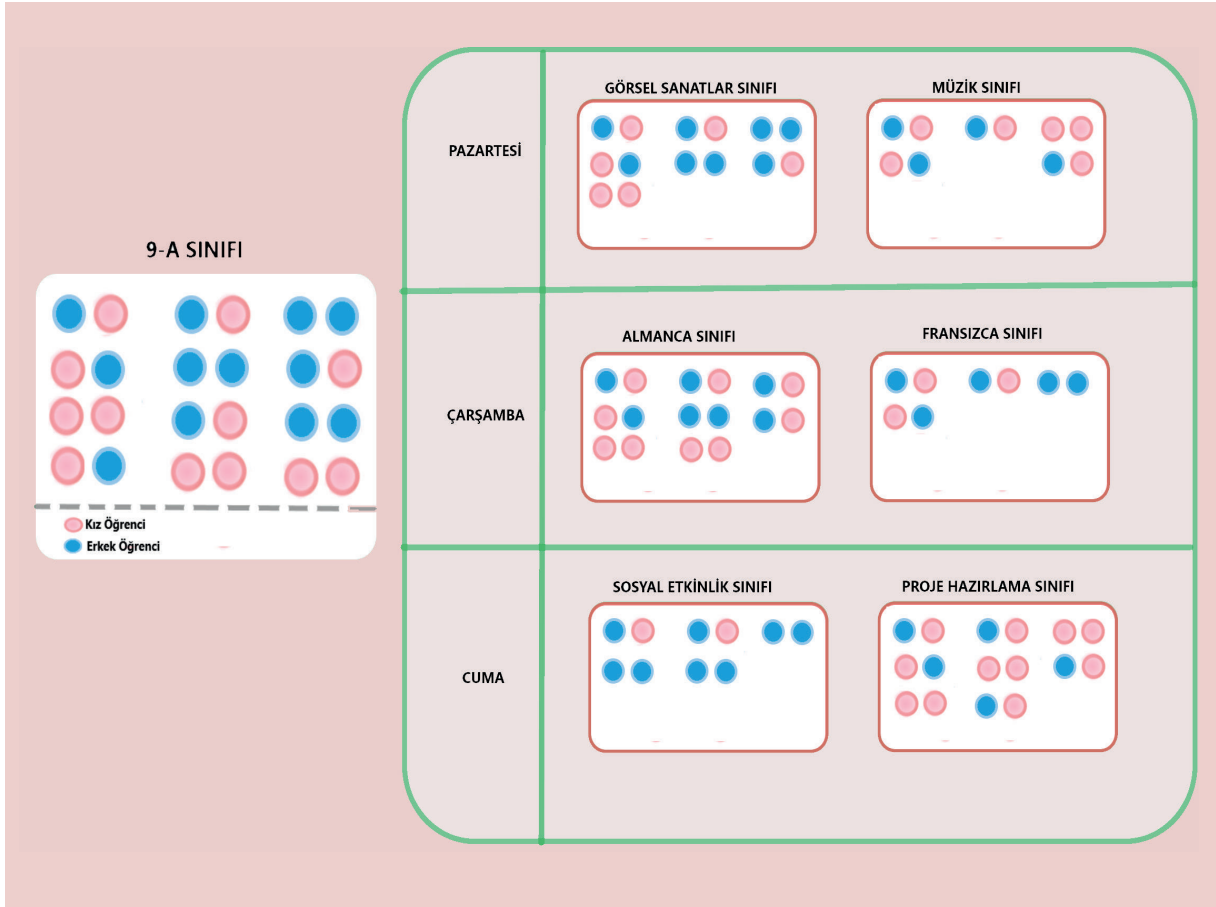 9-A SINIFI
Kız Öğrenci
Erkek Öğrenci
PAZARTESİ
GÖRSEL SANATLAR SINIFI
MÜZİK SINIFI
ÇARŞAMBA
ALMANCA SINIFI
FRANSIZCA SINIFI
CUMA
SOSYAL ETKİNLİK SINIFI
PROJE HAZIRLAMA SINIFI